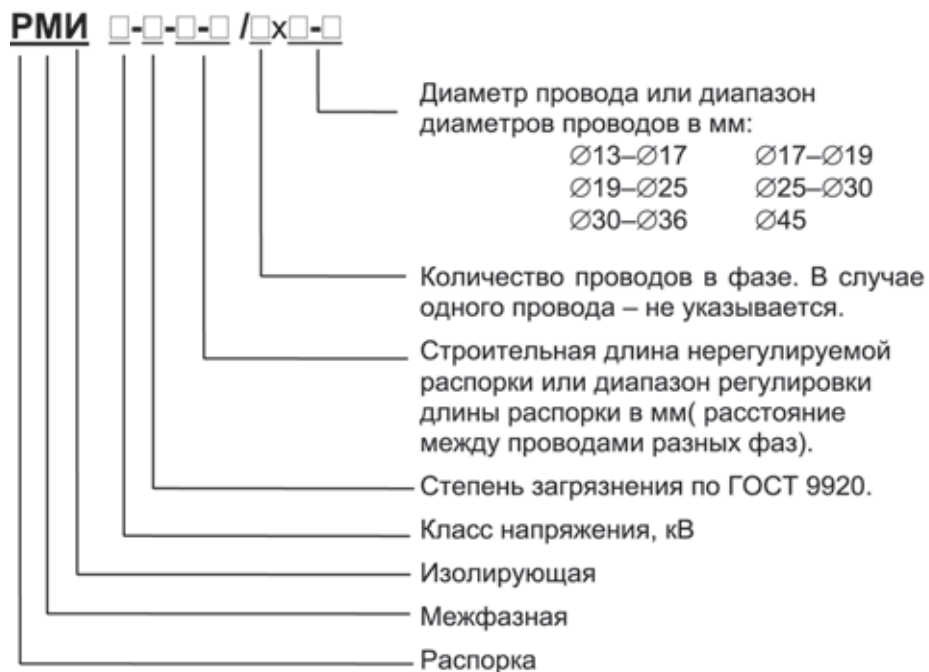 РМИ □-□-□-□ /□х□-□
Диаметр провода или диапазон
диаметров проводов в мм:
∅13–∅17 ∅17–∅19
∅19–∅25 ∅25–∅30
∅30–∅36 ∅45
Количество проводов в фазе. В случае
одного провода – не указывается.
Строительная длина нерегулируемой
распорки или диапазон регулировки
длины распорки в мм( расстояние
между проводами разных фаз).
Степень загрязнения по ГОСТ 9920.
Класс напряжения, кВ
Изолирующая
Межфазная
Распорка